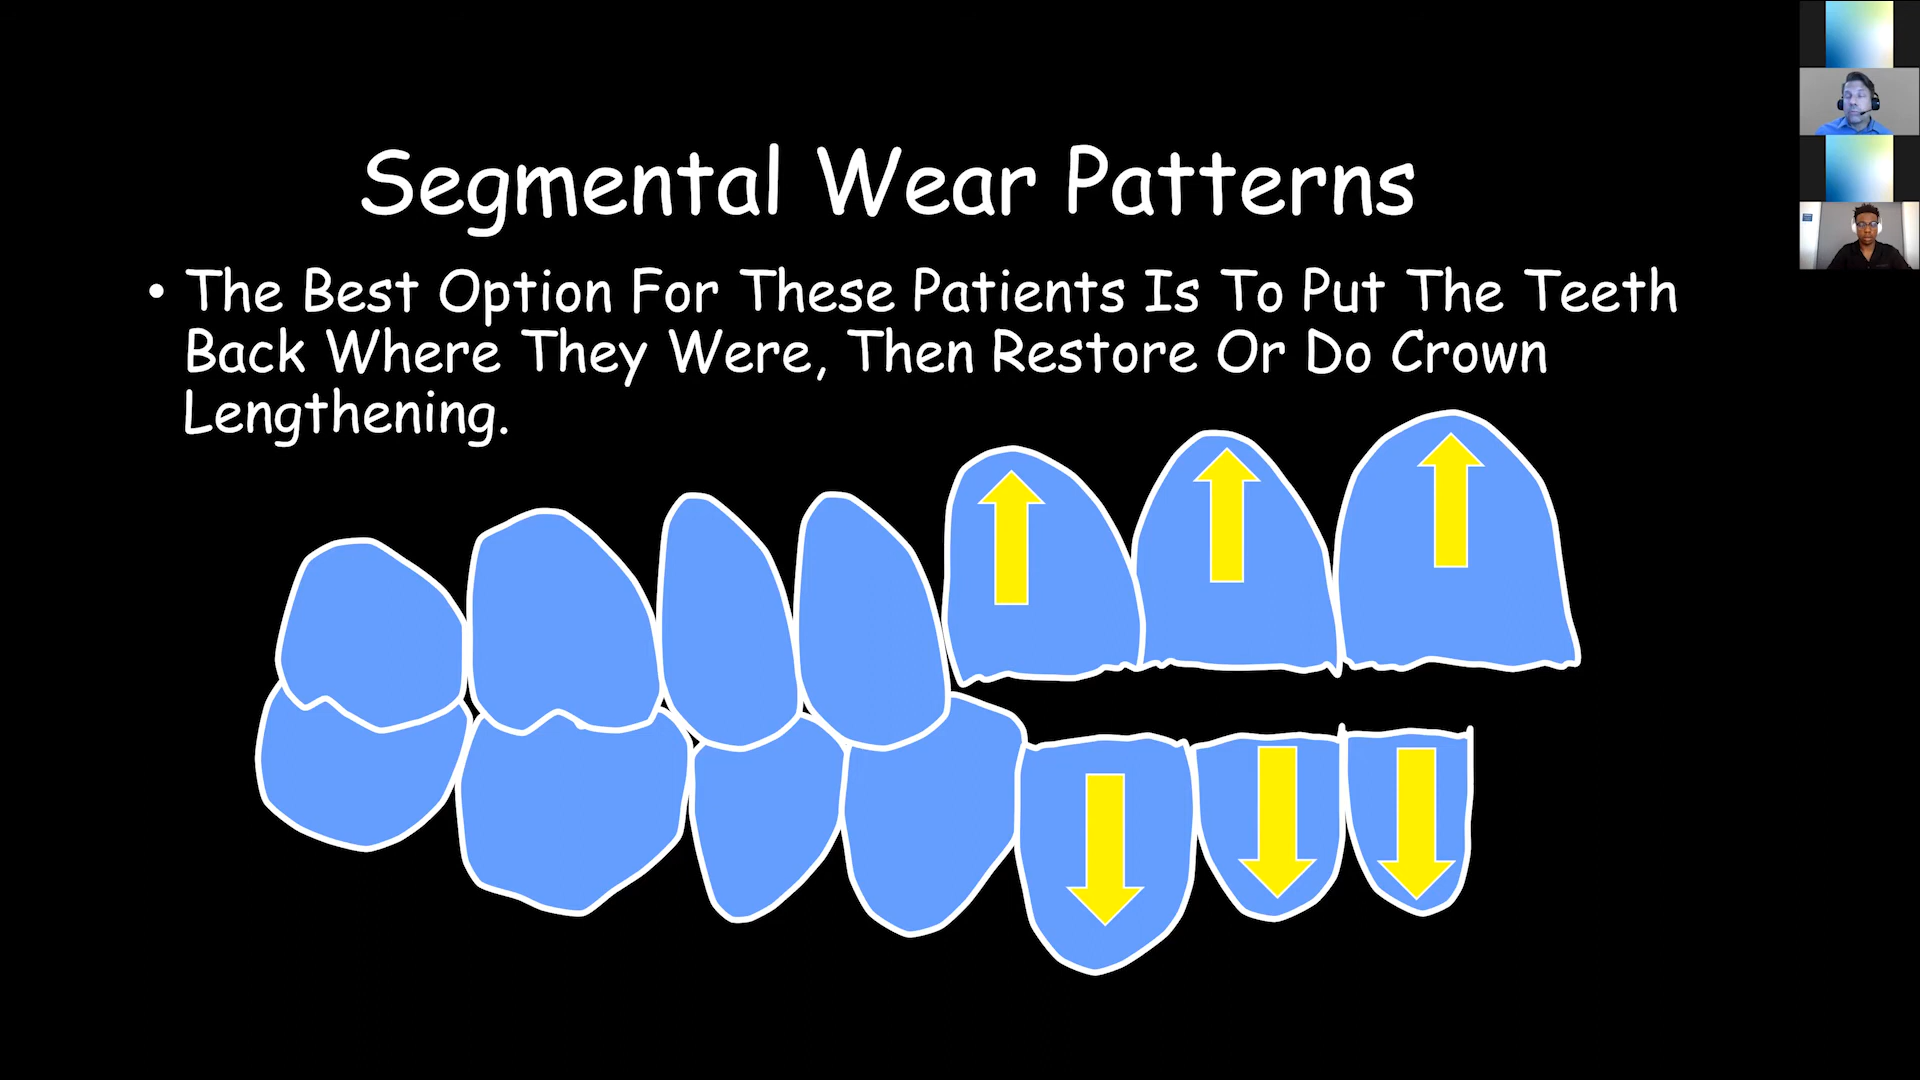 Segmental Wear Patterns
• The Best Option For These Patients Is To Put The Teeth
Back Where They Were, Then Restore Or Do Crown
Lengthening.